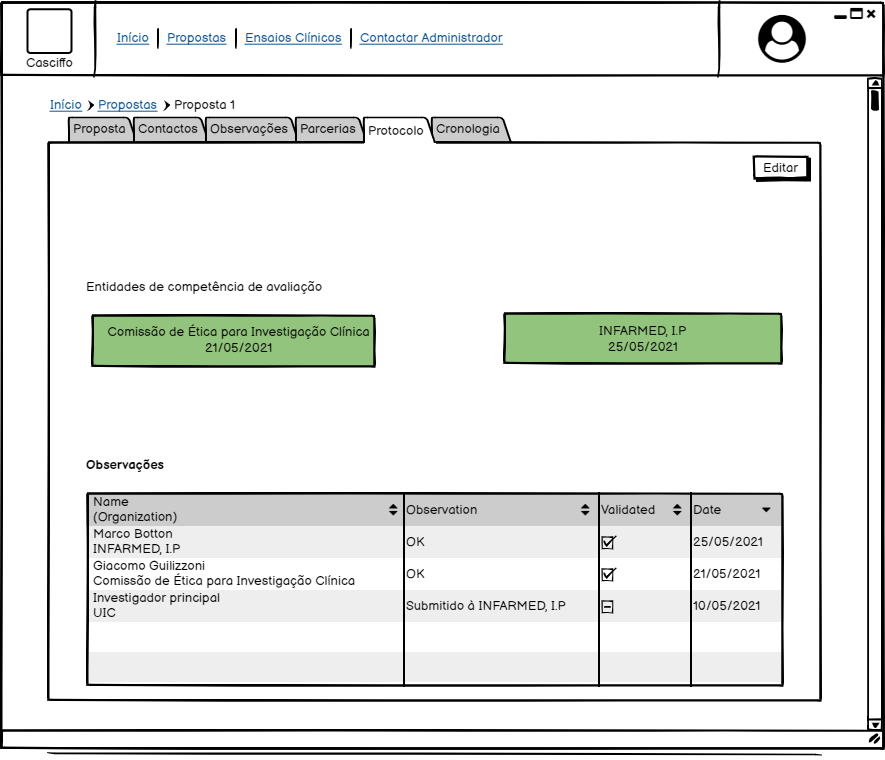 Casciffo
Início
Propostas
Ensaios Clínicos
Contactar Administrador
Início
Propostas
Proposta 1
Proposta
Contactos
Observações
Parcerias
Protocolo
Cronologia
Editar
Entidades de competência de avaliação
Comissão de Ética para Investigação Clínica
21/05/2021
INFARMED, I.P
25/05/2021
Observações
Name
(Organization)
Observation
Validated
Date
Marco Botton
INFARMED, I.P
OK
25/05/2021
Giacomo Guilizzoni
Comissão de Ética para Investigação Clínica
OK
21/05/2021
Investigador principal
UIC
Submitido à INFARMED, I.P
10/05/2021